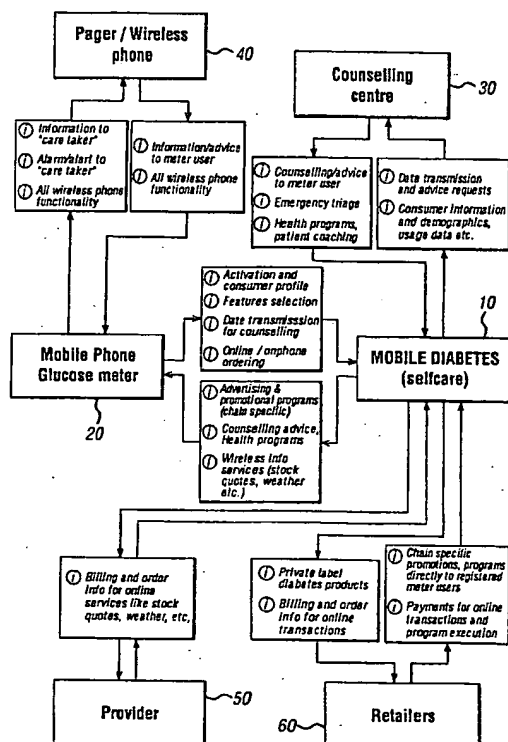 Pager / Wireless
phone
40
Counselling
centre
30
ⓘ Information to
"care taker"
ⓘ Alarm/alert to
"care taker"
ⓘ All wireless phone
functionality
ⓘ Information/advice
to meter user
ⓘ All wireless phone
functionality
ⓘ Counselling/advice
to meter user
ⓘ Emergency triage
ⓘ Health programs,
patient coaching
ⓘ Date transmission
and advice requests
ⓘ Consumer Information
and demographics,
usage data etc.
ⓘ Activation and
consumer profile
ⓘ Features selection
ⓘ Date transmisssion
for counselling
ⓘ Online / onphone
ordering
Mobile Phone
Glucose meter
20
10
MOBILE DIABETES
(selfcare)
ⓘ Advertising &
promotional programs
(chain specific)
ⓘ Counselling advice,
Health programs
ⓘ Wireless Info
services (stock
quotes, weather
etc.)
ⓘ Billing and order
Info for online
services like stock
quotes, weather, etc,
ⓘ Private label
diabetes products
ⓘ Billing and order
info for online
transactions
ⓘ Chain specific
promotions, programs
directly to registered
meter users
ⓘ Payments for online
transactions and
program execution
Provider
50
Retailers
60